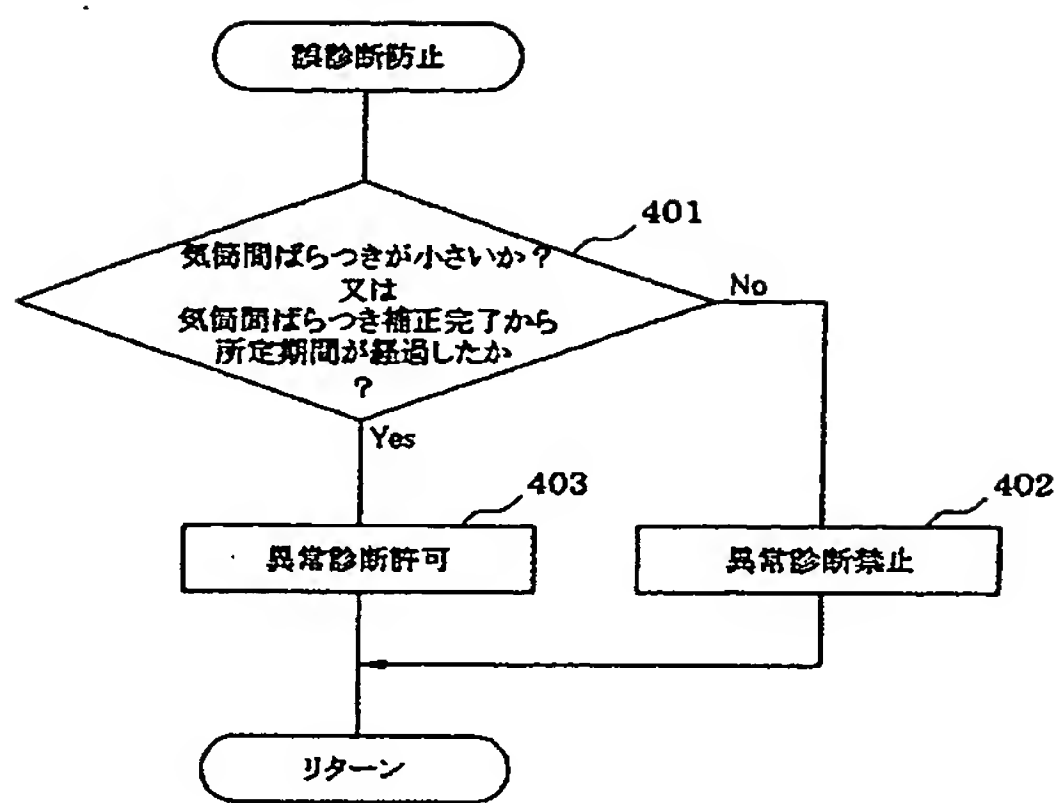 誤診断防止
401
気筒間ばらつきが小さいか？
又は
気筒間ばらつき補正完了から
所定期間が経過したか
？
No
Yes
403
402
異常診断許可
異常診断禁止
リターン